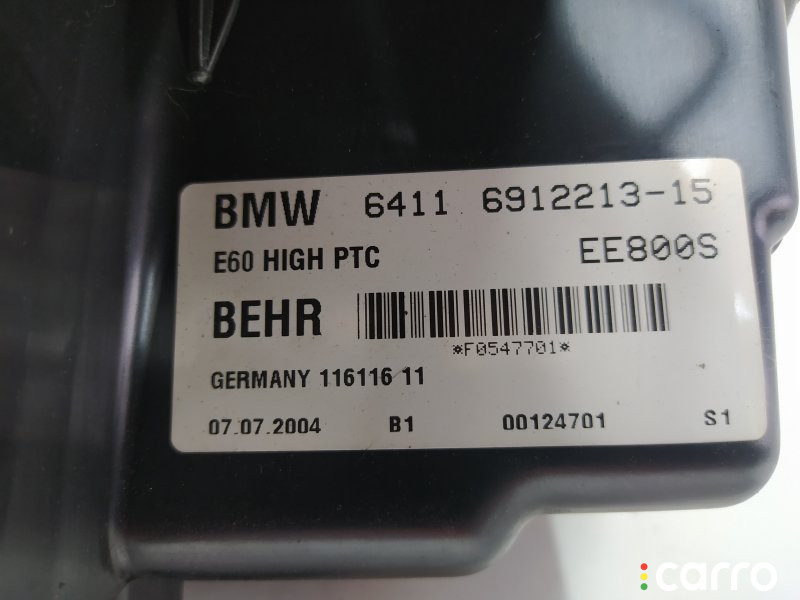 BMW 6411 6912213-15
E60 HIGH PTC EE800S
BEHR
*F0547701*
GERMANY 116116 11
07.07.2004 B1 00124701 S1
carro